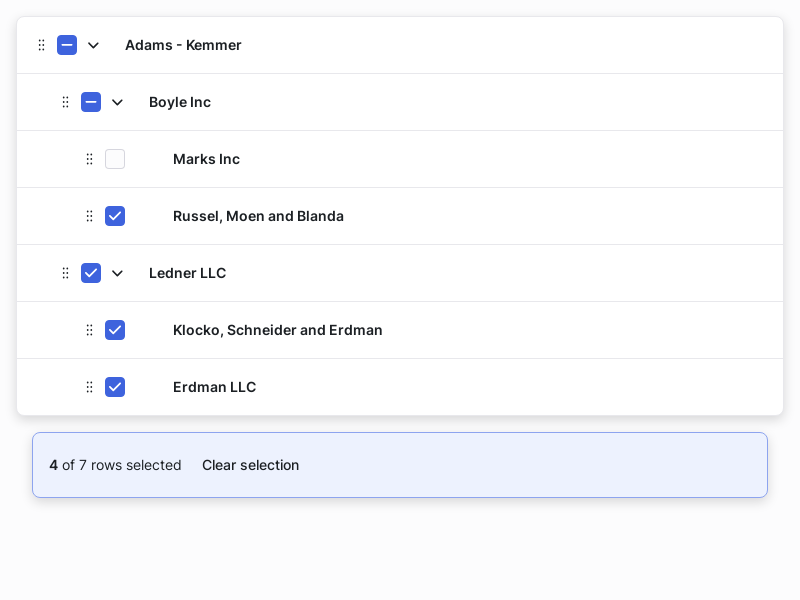 Adams - Kemmer
Boyle Inc
Marks Inc
Russel, Moen and Blanda
Ledner LLC
Klocko, Schneider and Erdman
Erdman LLC
4 of 7 rows selected Clear selection